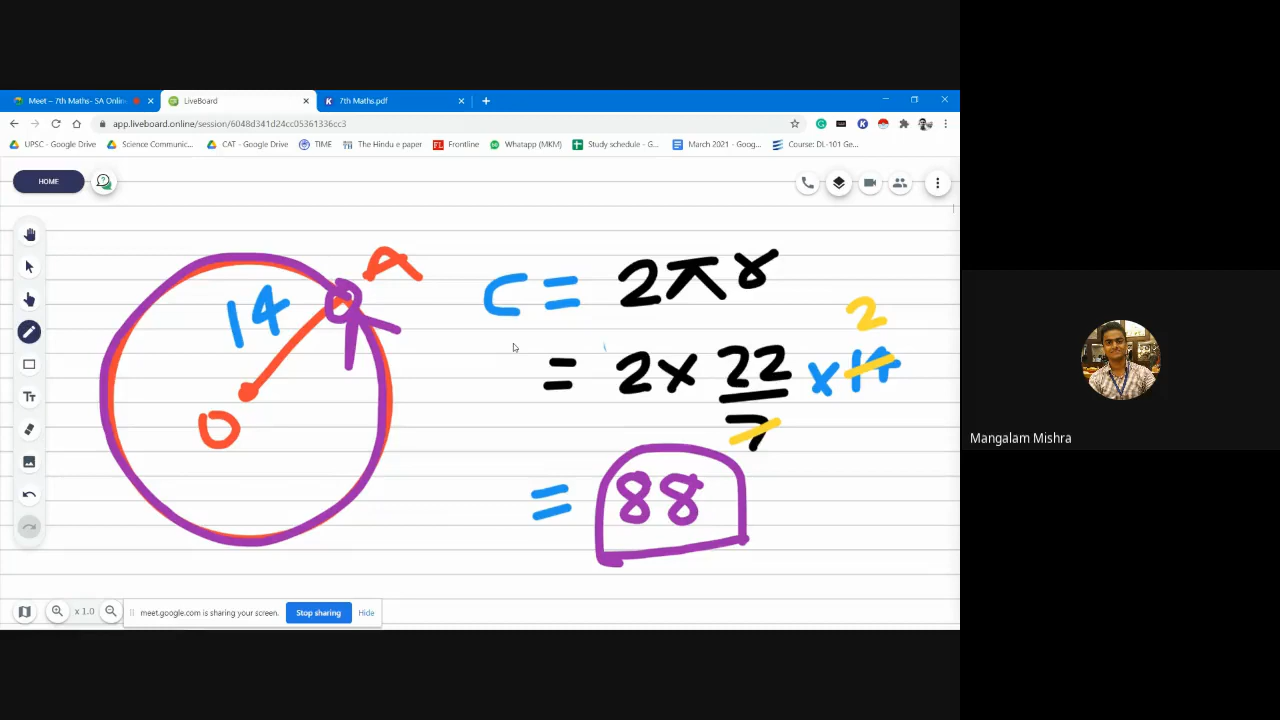 Meet – 7th Maths- SA Onlin
LiveBoard
7th Maths.pdf
app.liveboard.online/session/6048d341d24cc05361336cc3
UPSC - Google Drive
Science Communic...
CAT - Google Drive
TIME
The Hindu e paper
FL
Frontline
Whatapp (MKM)
Study schedule - G...
March 2021 - Goog...
Course: DL-101 Ge...
HOME
A
14
O
C = 2πr
2
= 2 x 22 x 14
7
= 88
Mangalam Mishra
x 1.0
meet.google.com is sharing your screen.
Stop sharing
Hide